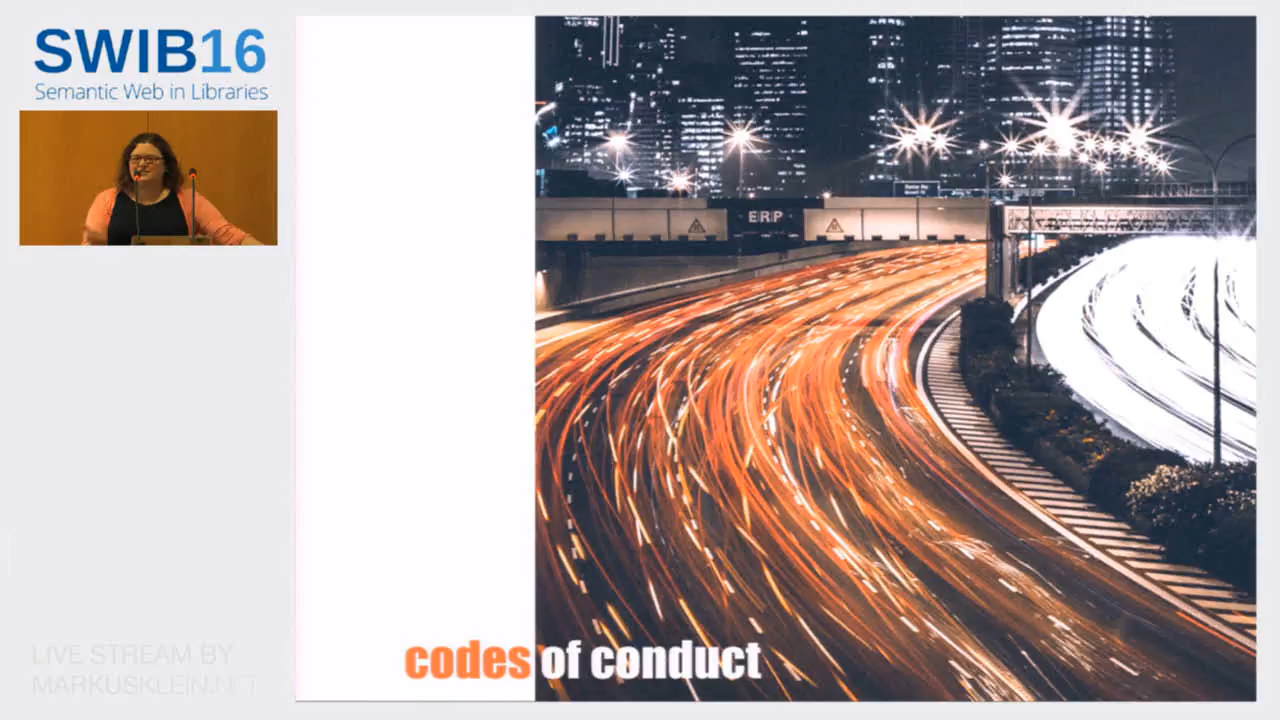 SWIB16
Semantic Web in Libraries
ERP
codes of conduct
LIVE STREAM BY
MARKUSKLEIN.NET